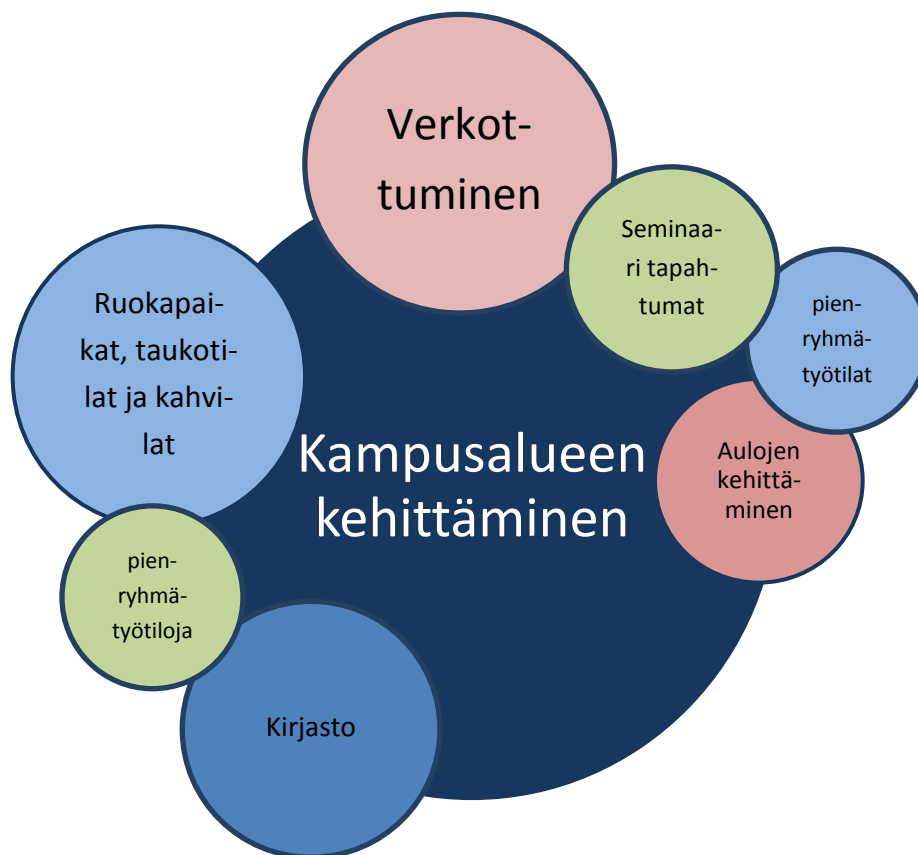 Verkot-
tuminen
Seminaa-
ri tapah-
tumat
pien-
ryhmä-
työtilat
Aulojen
kehittä-
minen
Ruokapai-
kat, taukoti-
lat ja kahvi-
lat
Kampusalueen
kehittäminen
pien-
ryhmä-
työtiloja
Kirjasto